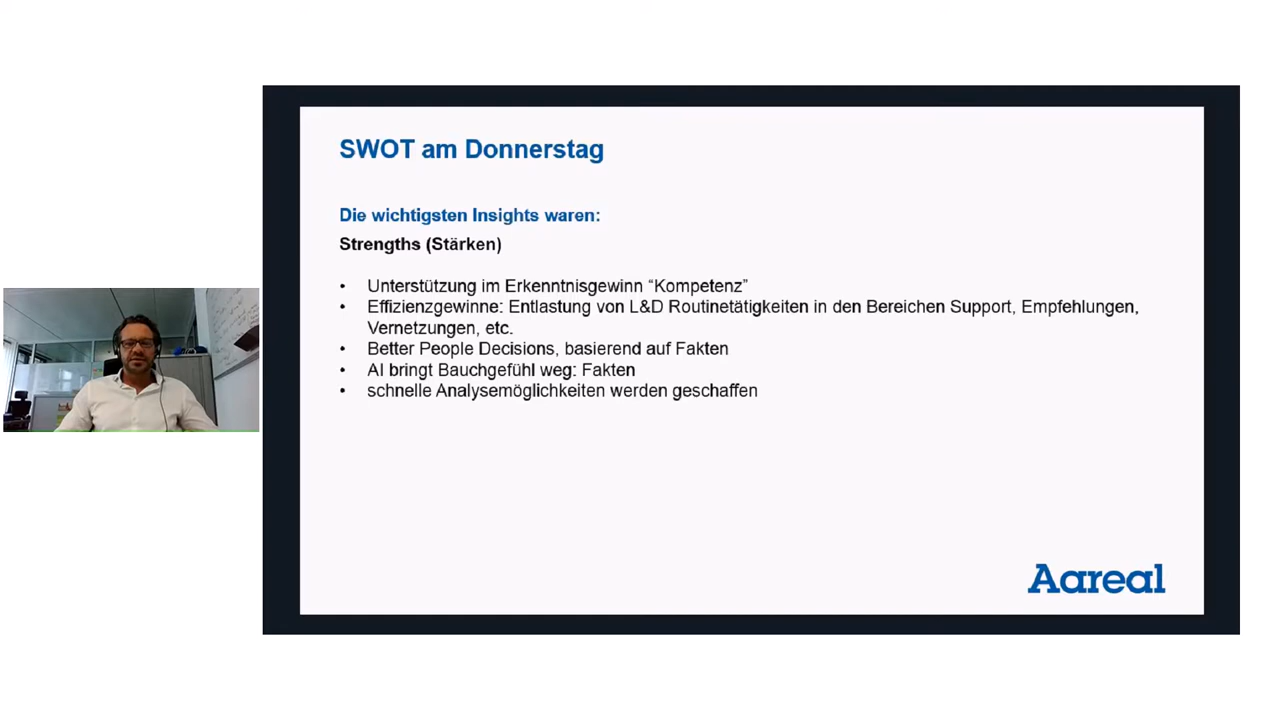 SWOT am Donnerstag
Die wichtigsten Insights waren:
Strengths (Stärken)
• Unterstützung im Erkenntnisgewinn “Kompetenz”
• Effizienzgewinne: Entlastung von L&D Routinetätigkeiten in den Bereichen Support, Empfehlungen,
Vernetzungen, etc.
• Better People Decisions, basierend auf Fakten
• AI bringt Bauchgefühl weg: Fakten
• schnelle Analysemöglichkeiten werden geschaffen
Aareal